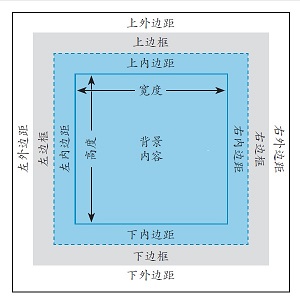 上外边距
上边框
上内边距
宽度
左外边距
左边框
左内边距
高度
背景
内容
右内边距
右边框
右外边距
下内边距
下边框
下外边距